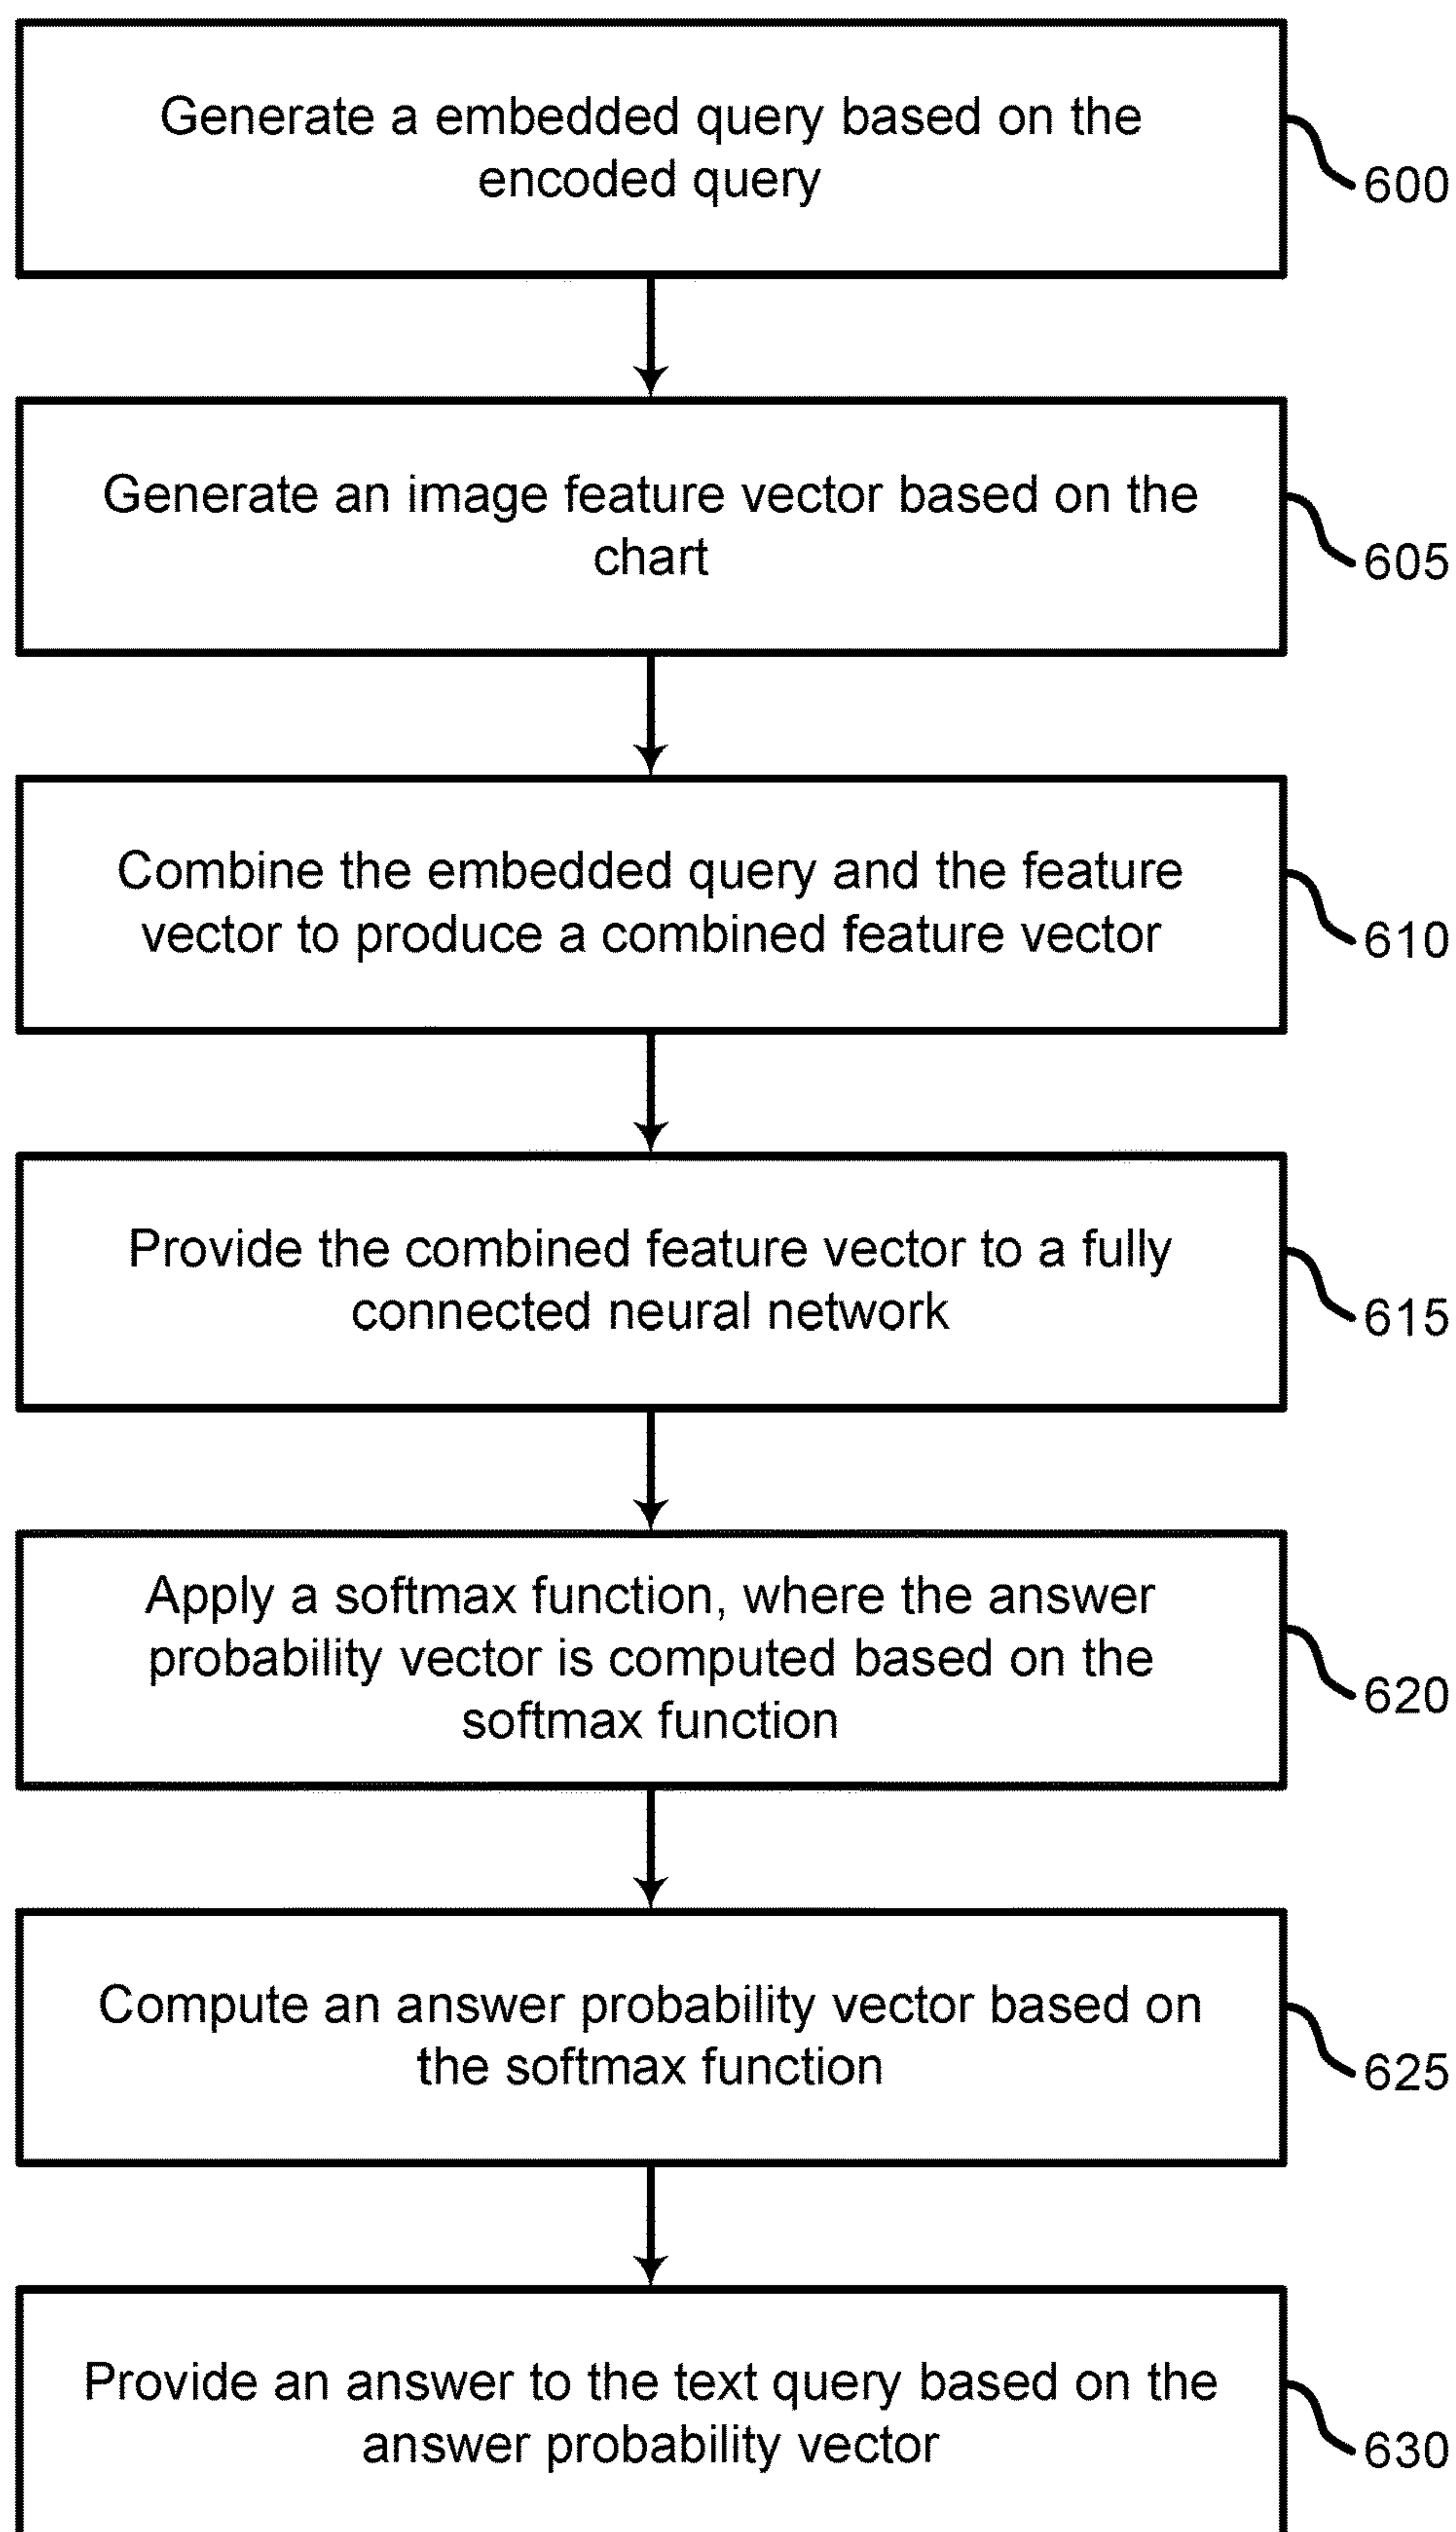 Generate a embedded query based on the
encoded query
600
Generate an image feature vector based on the
chart
605
Combine the embedded query and the feature
vector to produce a combined feature vector
610
Provide the combined feature vector to a fully
connected neural network
615
Apply a softmax function, where the answer
probability vector is computed based on the
softmax function
620
Compute an answer probability vector based on
the softmax function
625
Provide an answer to the text query based on the
answer probability vector
630